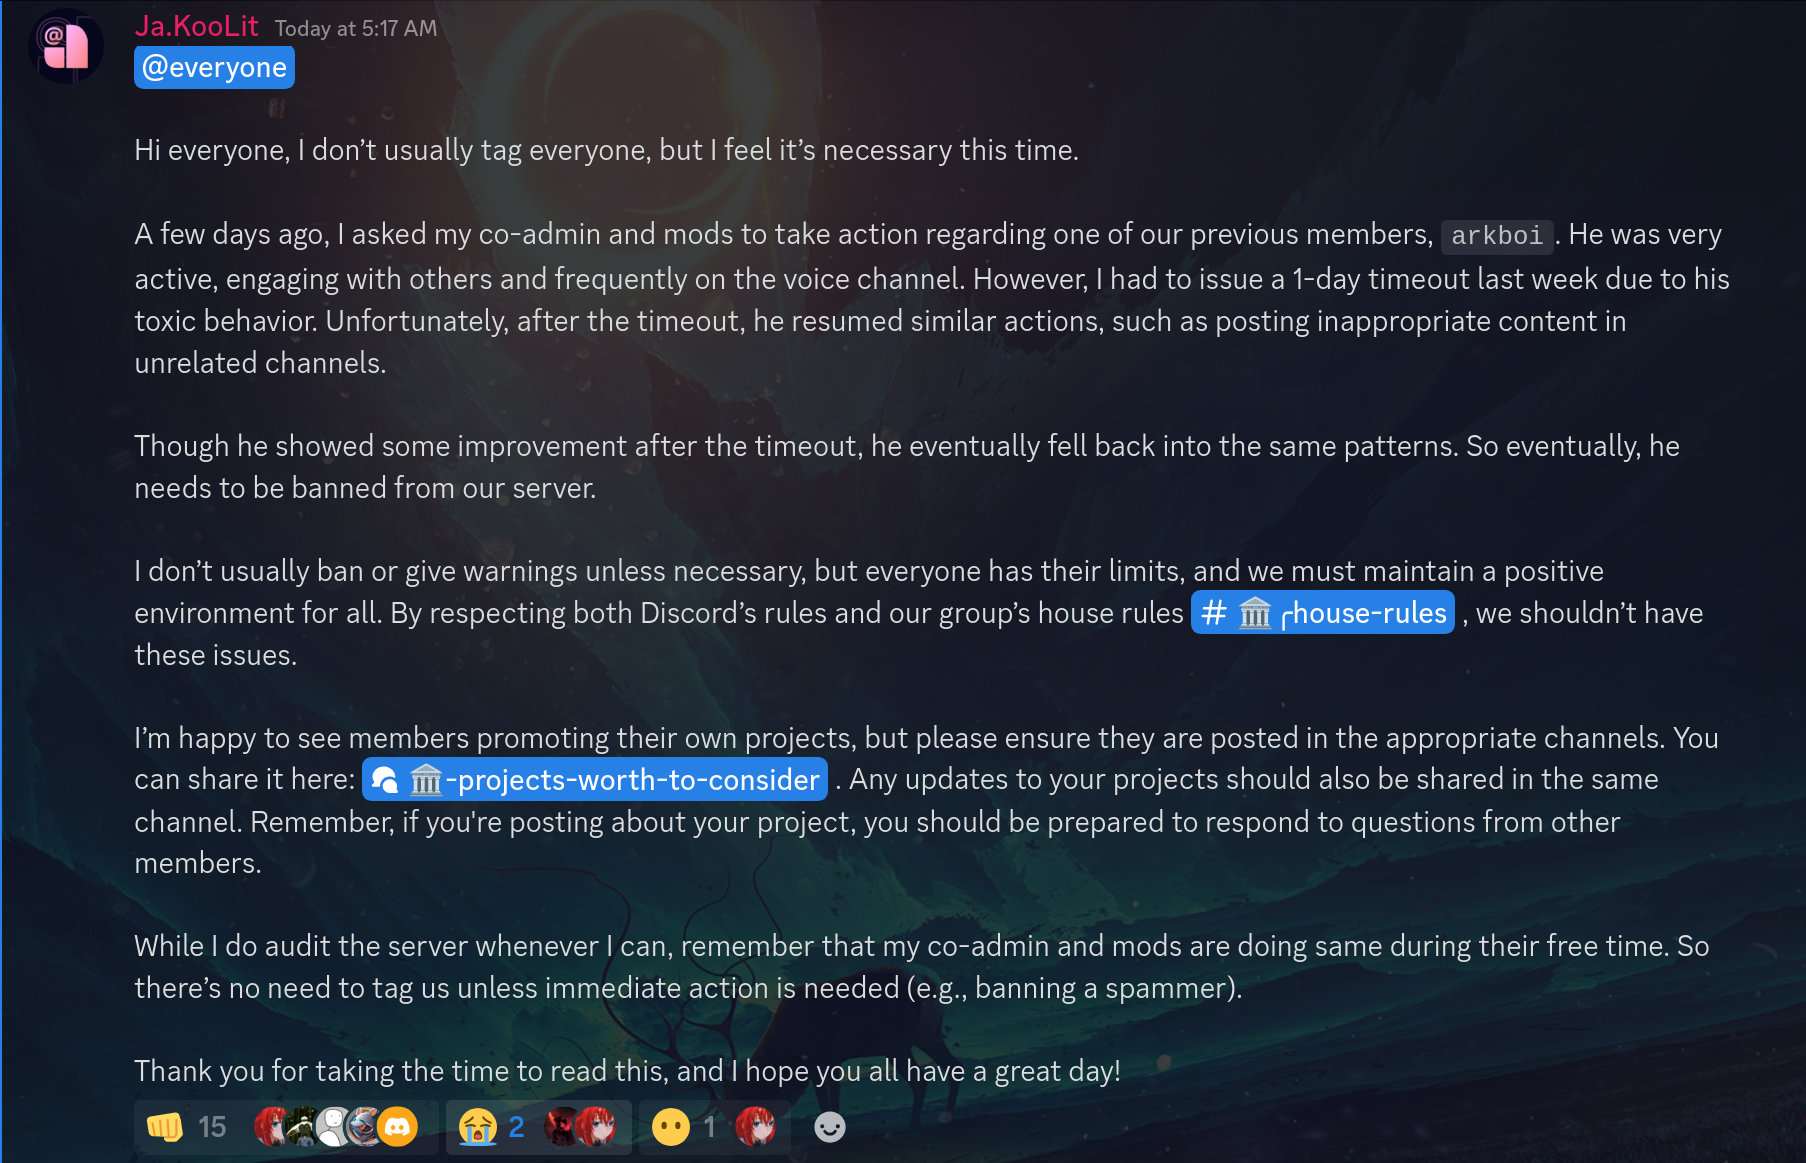 Ja.KooLit Today at 5:17 AM
@everyone
Hi everyone, I don’t usually tag everyone, but I feel it’s necessary this time.
A few days ago, I asked my co-admin and mods to take action regarding one of our previous members, arkboi . He was very
active, engaging with others and frequently on the voice channel. However, I had to issue a 1-day timeout last week due to his
toxic behavior. Unfortunately, after the timeout, he resumed similar actions, such as posting inappropriate content in
unrelated channels.
Though he showed some improvement after the timeout, he eventually fell back into the same patterns. So eventually, he
needs to be banned from our server.
I don’t usually ban or give warnings unless necessary, but everyone has their limits, and we must maintain a positive
environment for all. By respecting both Discord’s rules and our group’s house rules # 🏛️╭house-rules , we shouldn’t have
these issues.
I’m happy to see members promoting their own projects, but please ensure they are posted in the appropriate channels. You
can share it here: 🏛️-projects-worth-to-consider . Any updates to your projects should also be shared in the same
channel. Remember, if you're posting about your project, you should be prepared to respond to questions from other
members.
While I do audit the server whenever I can, remember that my co-admin and mods are doing same during their free time. So
there’s no need to tag us unless immediate action is needed (e.g., banning a spammer).
Thank you for taking the time to read this, and I hope you all have a great day!
15 2 1